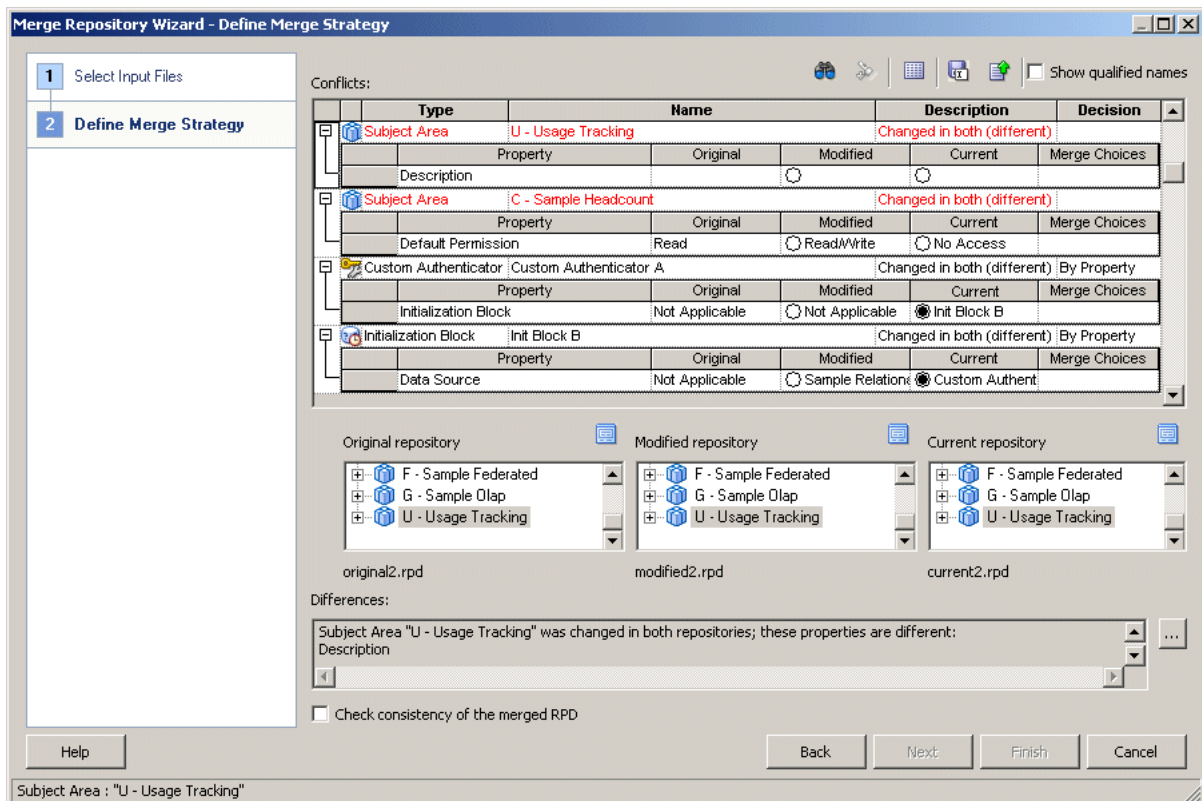 Merge Repository Wizard - Define Merge Strategy
1 Select Input Files
2 Define Merge Strategy
Conflicts:
Show qualified names
Type Name Description Decision
Subject Area U - Usage Tracking Changed in both (different)
Property Original Modified Current Merge Choices
Description
Subject Area C - Sample Headcount Changed in both (different)
Property Original Modified Current Merge Choices
Default Permission Read Read/Write No Access
Custom Authenticator Custom Authenticator A Changed in both (different) By Property
Property Original Modified Current Merge Choices
Initialization Block Not Applicable Not Applicable Init Block B
Initialization Block Init Block B Changed in both (different) By Property
Property Original Modified Current Merge Choices
Data Source Not Applicable Sample Relation Custom Authent
Original repository Modified repository Current repository
F - Sample Federated F - Sample Federated F - Sample Federated
G - Sample Olap G - Sample Olap G - Sample Olap
U - Usage Tracking U - Usage Tracking U - Usage Tracking
original2.rpd modified2.rpd current2.rpd
Differences:
Subject Area "U - Usage Tracking" was changed in both repositories; these properties are different:
Description
...
Check consistency of the merged RPD
Help Back Next Finish Cancel
Subject Area : "U - Usage Tracking"